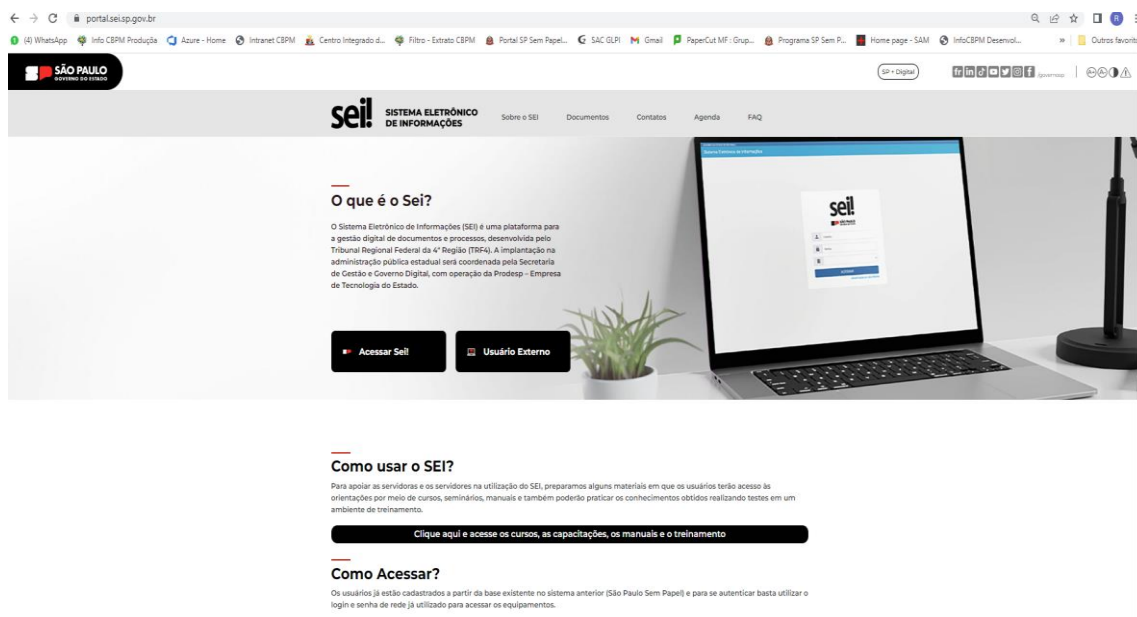 portal.sei.sp.gov.br
(4) WhatsApp Info CBPM Produção Azure - Home Intranet CBPM Centro Integrado d... Filtro - Extrato CBPM Portal SP Sem Papel... SAC GLPI Gmail PaperCut MF : Grup... Programa SP Sem P... Home page - SAM InfoCBPM Desenvol... » Outros favorit
SÃO PAULO
GOVERNO DO ESTADO
SP + Digital
/governosp
sei! SISTEMA ELETRÔNICO
DE INFORMAÇÕES
Sobre o SEI Documentos Contatos Agenda FAQ
O que é o Sei?
O Sistema Eletrônico de Informações (SEI) é uma plataforma para
a gestão digital de documentos e processos, desenvolvida pelo
Tribunal Regional Federal da 4ª Região (TRF4). A implantação na
administração pública estadual será coordenada pela Secretaria
de Gestão e Governo Digital, com operação da Prodesp – Empresa
de Tecnologia do Estado.
Acessar Sei! Usuário Externo
Sistema Eletrônico de Informações
sei!
Como usar o SEI?
Para apoiar as servidoras e os servidores na utilização do SEI, preparamos alguns materiais em que os usuários terão acesso às
orientações por meio de cursos, seminários, manuais e também poderão praticar os conhecimentos obtidos realizando testes em um
ambiente de treinamento.
Clique aqui e acesse os cursos, as capacitações, os manuais e o treinamento
Como Acessar?
Os usuários já estão cadastrados a partir da base existente no sistema anterior (São Paulo Sem Papel) e para se autenticar basta utilizar o
login e senha de rede já utilizado para acessar os equipamentos.